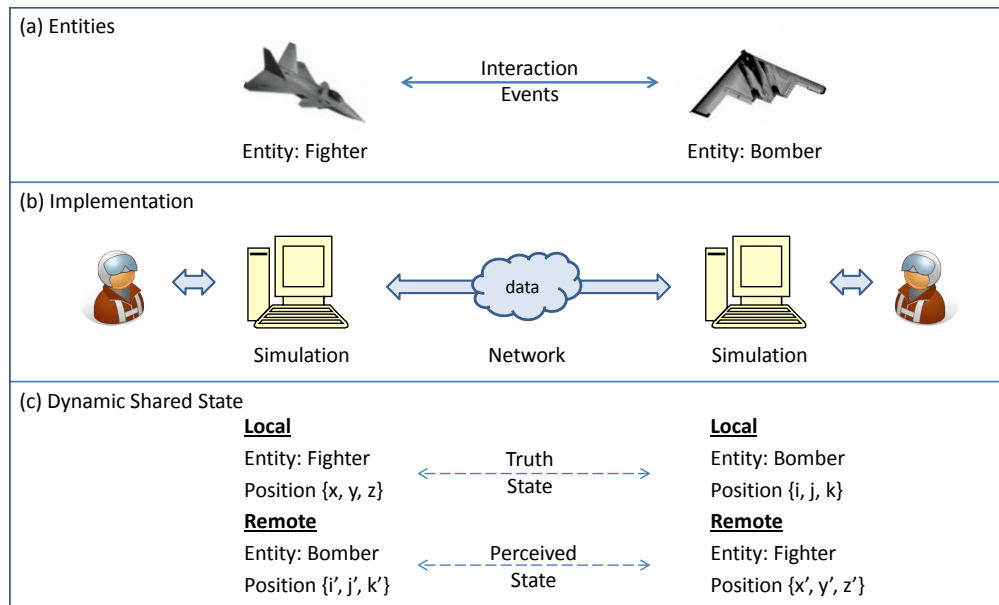 (a) Entities
Interaction
Events
Entity: Fighter
Entity: Bomber
(b) Implementation
data
Simulation
Network
Simulation
(c) Dynamic Shared State
Local
Entity: Fighter
Position {x, y, z}
Truth
State
Local
Entity: Bomber
Position {i, j, k}
Remote
Entity: Bomber
Position {i’, j’, k’}
Perceived
State
Remote
Entity: Fighter
Position {x’, y’, z’}